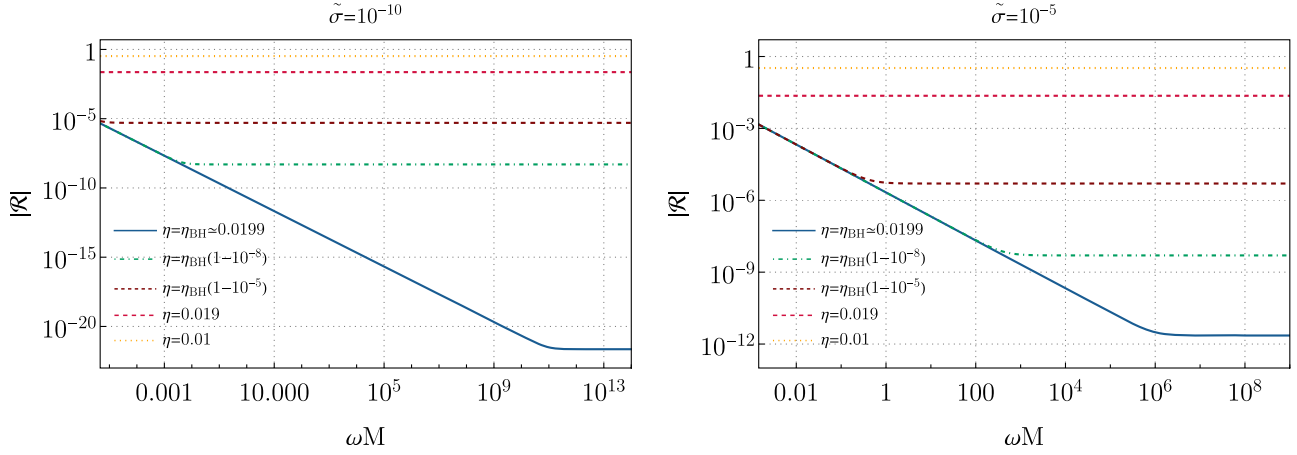 σ̃=10⁻¹⁰
|𝓡|
1
10⁻⁵
10⁻¹⁰
10⁻¹⁵
10⁻²⁰
η=η_BH≃0.0199
η=η_BH(1−10⁻⁸)
η=η_BH(1−10⁻⁵)
η=0.019
η=0.01
0.001 10.000 10⁵ 10⁹ 10¹³
ωM
σ̃=10⁻⁵
|𝓡|
1
10⁻³
10⁻⁶
10⁻⁹
10⁻¹²
η=η_BH≃0.0199
η=η_BH(1−10⁻⁸)
η=η_BH(1−10⁻⁵)
η=0.019
η=0.01
0.01 1 100 10⁴ 10⁶ 10⁸
ωM